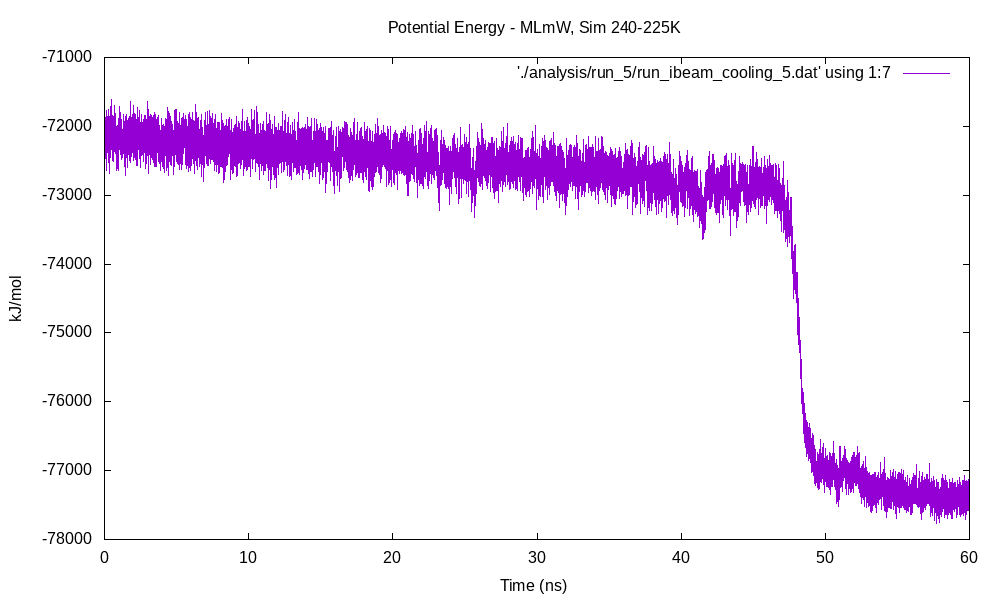 Potential Energy - MLmW, Sim 240-225K
'./analysis/run_5/run_ibeam_cooling_5.dat' using 1:7
-71000
-72000
-73000
-74000
-75000
-76000
-77000
-78000
kJ/mol
0 10 20 30 40 50 60
Time (ns)